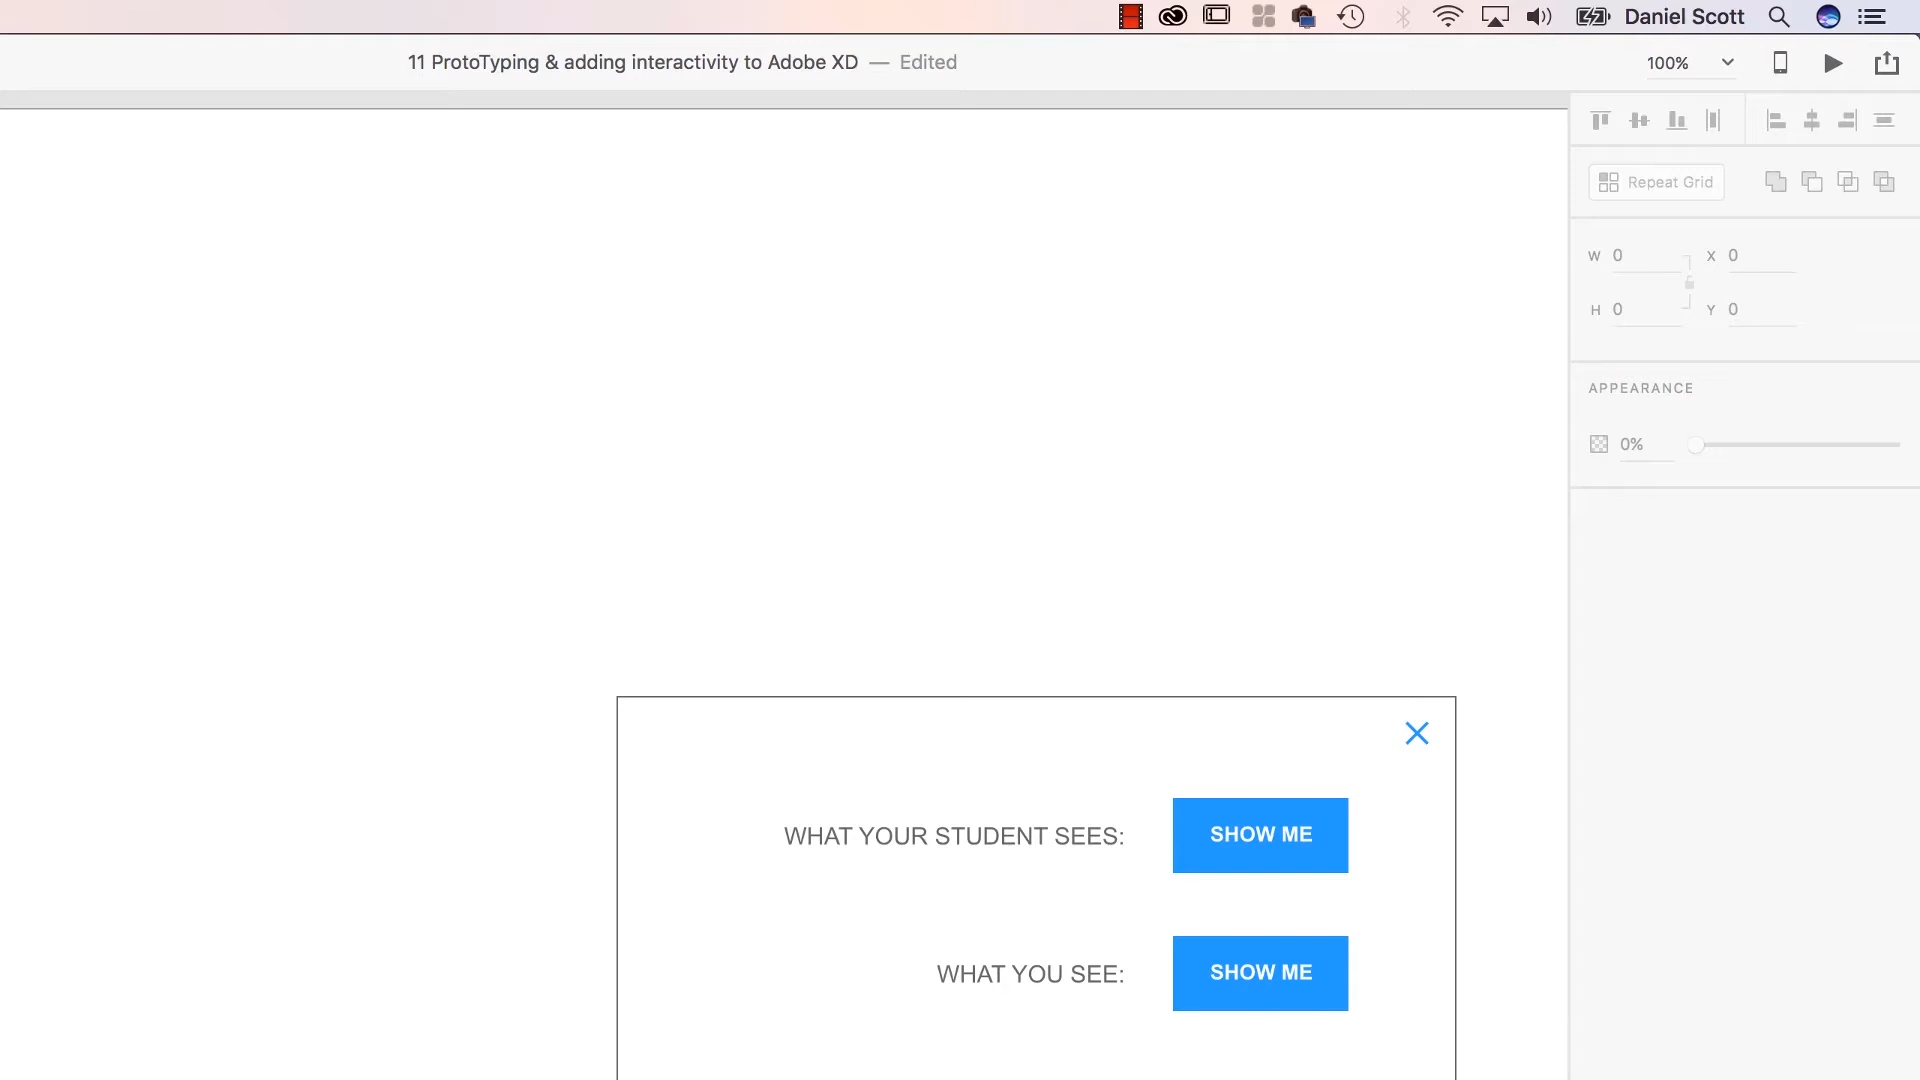 Daniel Scott
11 ProtoTyping & adding interactivity to Adobe XD — Edited
100%
Repeat Grid
W 0 X 0
H 0 Y 0
APPEARANCE
0%
WHAT YOUR STUDENT SEES: SHOW ME
WHAT YOU SEE: SHOW ME